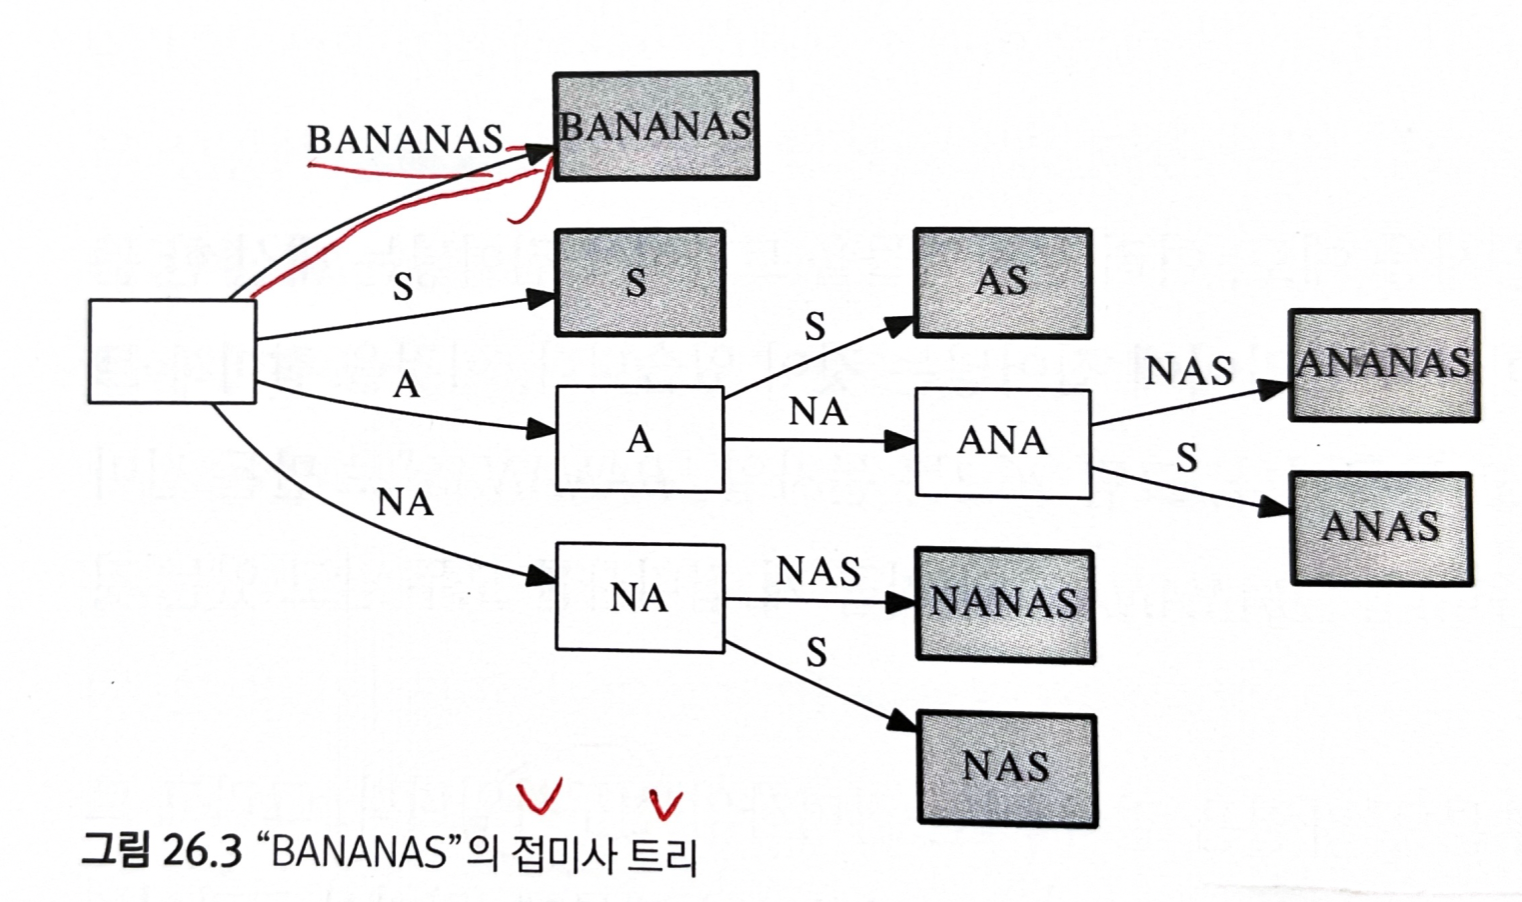 BANANAS
BANANAS
S
S
S
AS
A
A
NA
ANA
NAS
ANANAS
S
ANAS
NA
NA
NAS
NANAS
S
NAS
그림 26.3 “BANANAS”의 접미사 트리